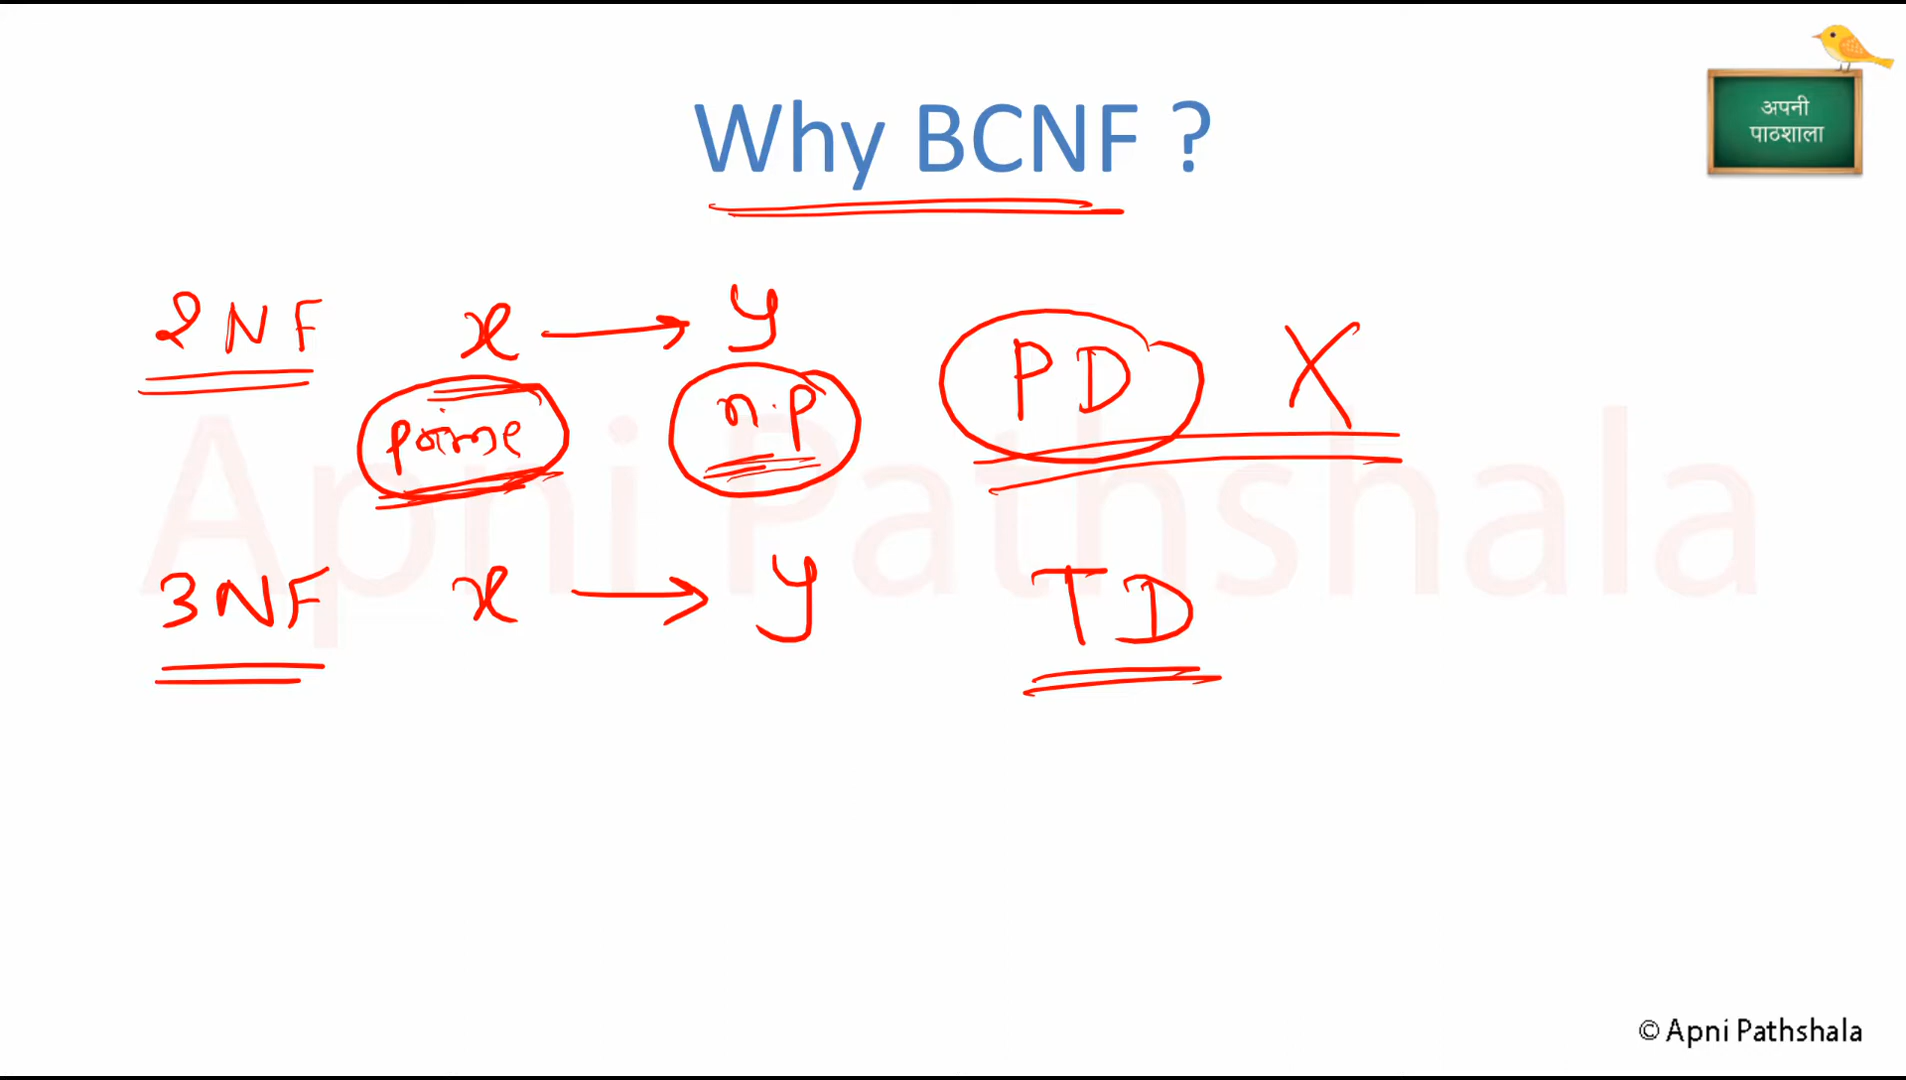 अपनी
पाठशाला
Why BCNF ?
2NF x → y PD X
prime n.p
Apni Pathshala
3NF x → y TD
© Apni Pathshala